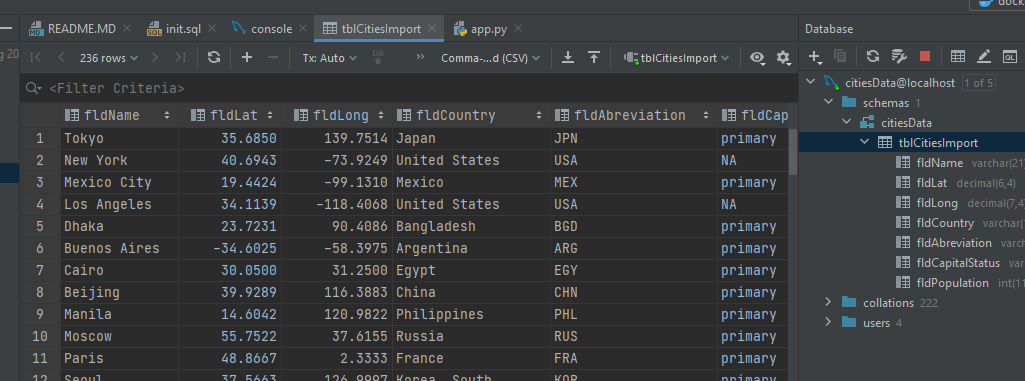 dock
README.MD init.sql console tblCitiesImport app.py
Database
g 20
236 rows Tx: Auto DB Comma-...d (CSV) tblCitiesImport
<Filter Criteria>
citiesData@localhost 1 of 5
schemas 1
citiesData
tblCitiesImport
fldName varchar(21
fldLat decimal(6,4)
fldLong decimal(7,4
fldCountry varchar(
fldAbreviation varch
fldCapitalStatus var
fldPopulation int(11
collations 222
users 4
fldName fldLat fldLong fldCountry fldAbreviation fldCap
1 Tokyo 35.6850 139.7514 Japan JPN primary
2 New York 40.6943 -73.9249 United States USA NA
3 Mexico City 19.4424 -99.1310 Mexico MEX primary
4 Los Angeles 34.1139 -118.4068 United States USA NA
5 Dhaka 23.7231 90.4086 Bangladesh BGD primary
6 Buenos Aires -34.6025 -58.3975 Argentina ARG primary
7 Cairo 30.0500 31.2500 Egypt EGY primary
8 Beijing 39.9289 116.3883 China CHN primary
9 Manila 14.6042 120.9822 Philippines PHL primary
10 Moscow 55.7522 37.6155 Russia RUS primary
11 Paris 48.8667 2.3333 France FRA primary
12 Seoul 37.5663 126.9997 Korea, South KOR primary